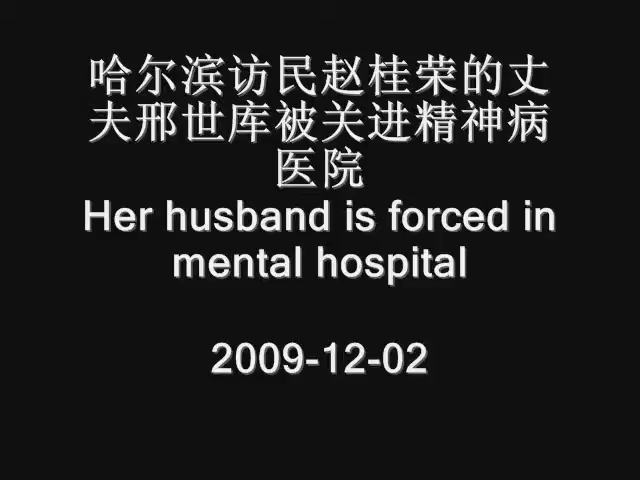 哈尔滨访民赵桂荣的丈
夫邢世库被关进精神病
医院
Her husband is forced in
mental hospital
2009-12-02